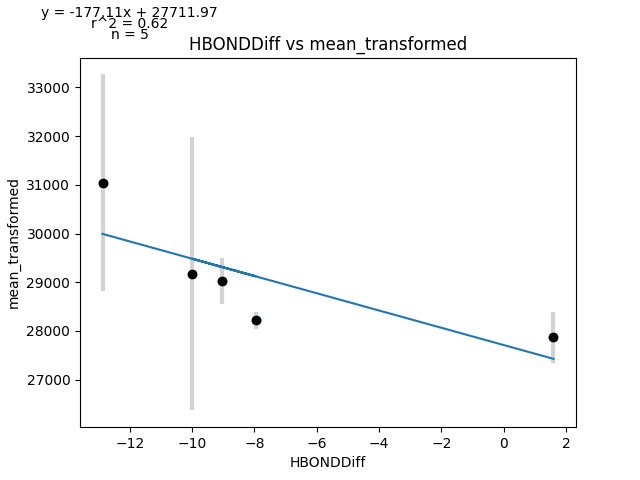 y = -177.11x + 27711.97
r^2 = 0.62
n = 5
HBONDDiff vs mean_transformed
33000
32000
31000
30000
29000
28000
27000
mean_transformed
−12 −10 −8 −6 −4 −2 0 2
HBONDDiff